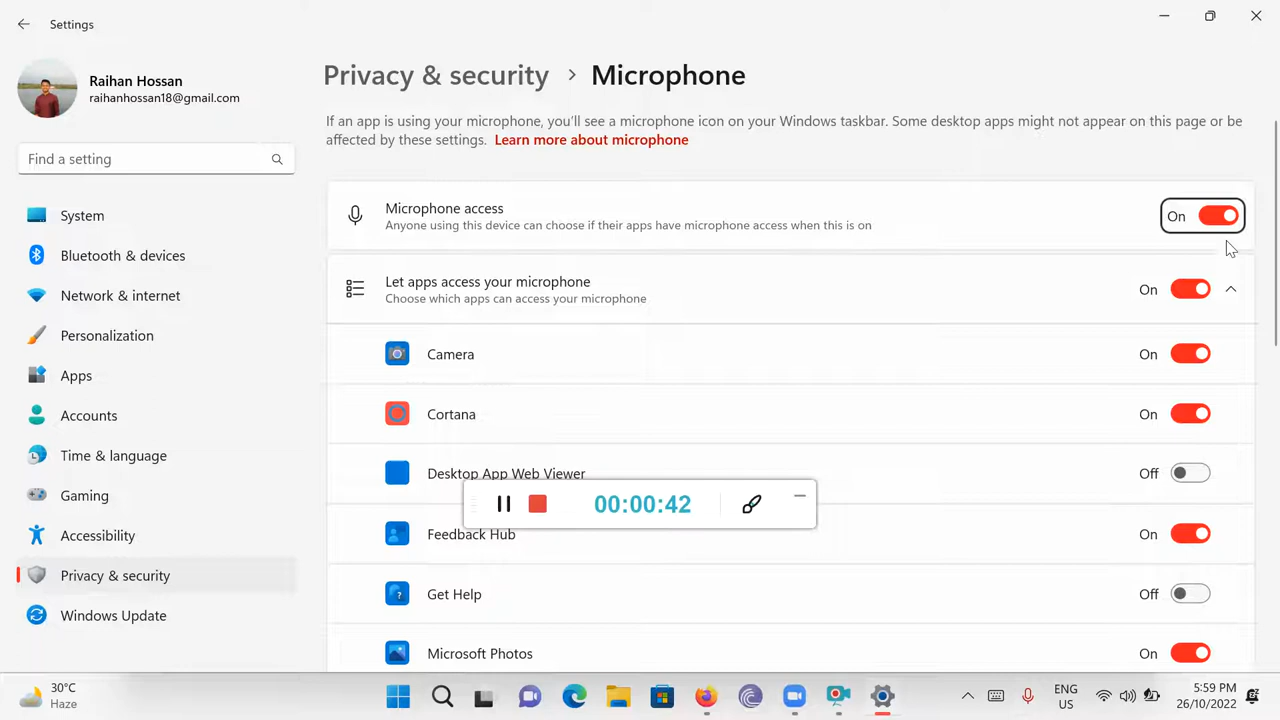 Settings
Raihan Hossan
raihanhossan18@gmail.com
Find a setting
System
Bluetooth & devices
Network & internet
Personalization
Apps
Accounts
Time & language
Gaming
Accessibility
Privacy & security
Windows Update
Privacy & security > Microphone
If an app is using your microphone, you'll see a microphone icon on your Windows taskbar. Some desktop apps might not appear on this page or be
affected by these settings. Learn more about microphone
Microphone access
Anyone using this device can choose if their apps have microphone access when this is on
On
Let apps access your microphone
Choose which apps can access your microphone
On
Camera On
Cortana On
Desktop App Web Viewer Off
00:00:42
Feedback Hub On
Get Help Off
Microsoft Photos On
30°C
Haze
ENG
US
5:59 PM
26/10/2022